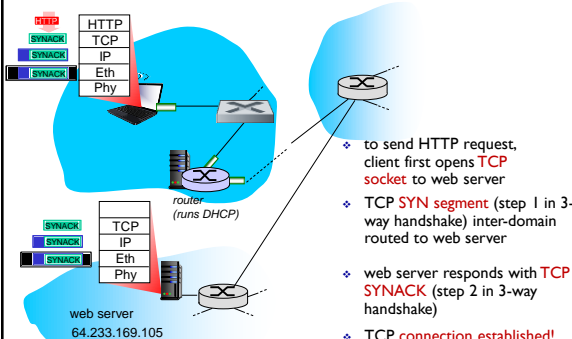 HTTP
SYNACK
SYNACK
SYNACK
HTTP
TCP
IP
Eth
Phy
router
(runs DHCP)
SYNACK
SYNACK
SYNACK
TCP
IP
Eth
Phy
web server
64.233.169.105
to send HTTP request,
client first opens TCP
socket to web server
TCP SYN segment (step 1 in 3-
way handshake) inter-domain
routed to web server
web server responds with TCP
SYNACK (step 2 in 3-way
handshake)
TCP connection established!